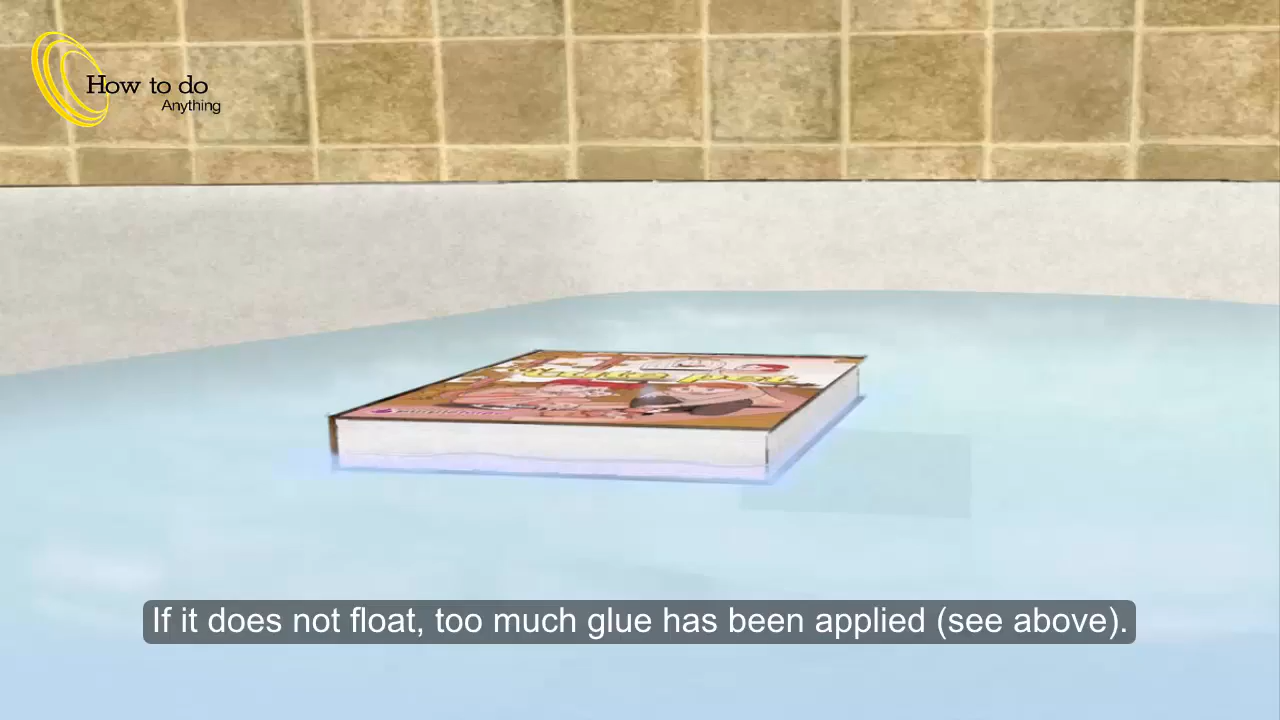 How to do
Anything
If it does not float, too much glue has been applied (see above).